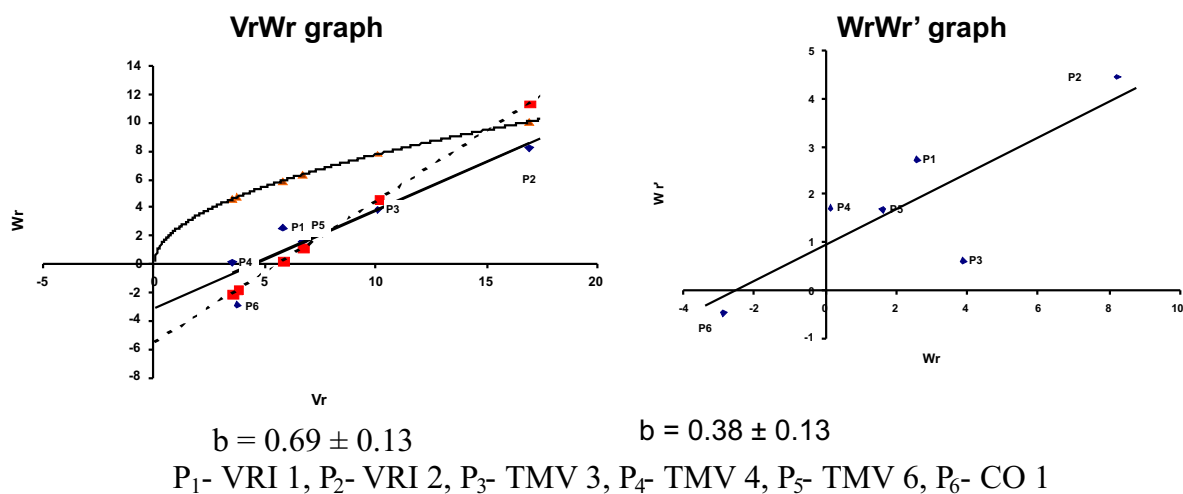 VrWr graph
14
12
10
8
6
4
2
0
-2
-4
-6
-8
-5
0
5
10
15
20
Wr
Vr
P1
P2
P3
P4
P5
P6
b = 0.69 ± 0.13
WrWr' graph
5
4
3
2
1
0
-1
-4
-2
0
2
4
6
8
10
W r'
Wr
P2
P1
P4
P5
P3
P6
b = 0.38 ± 0.13
P₁- VRI 1, P₂- VRI 2, P₃- TMV 3, P₄- TMV 4, P₅- TMV 6, P₆- CO 1